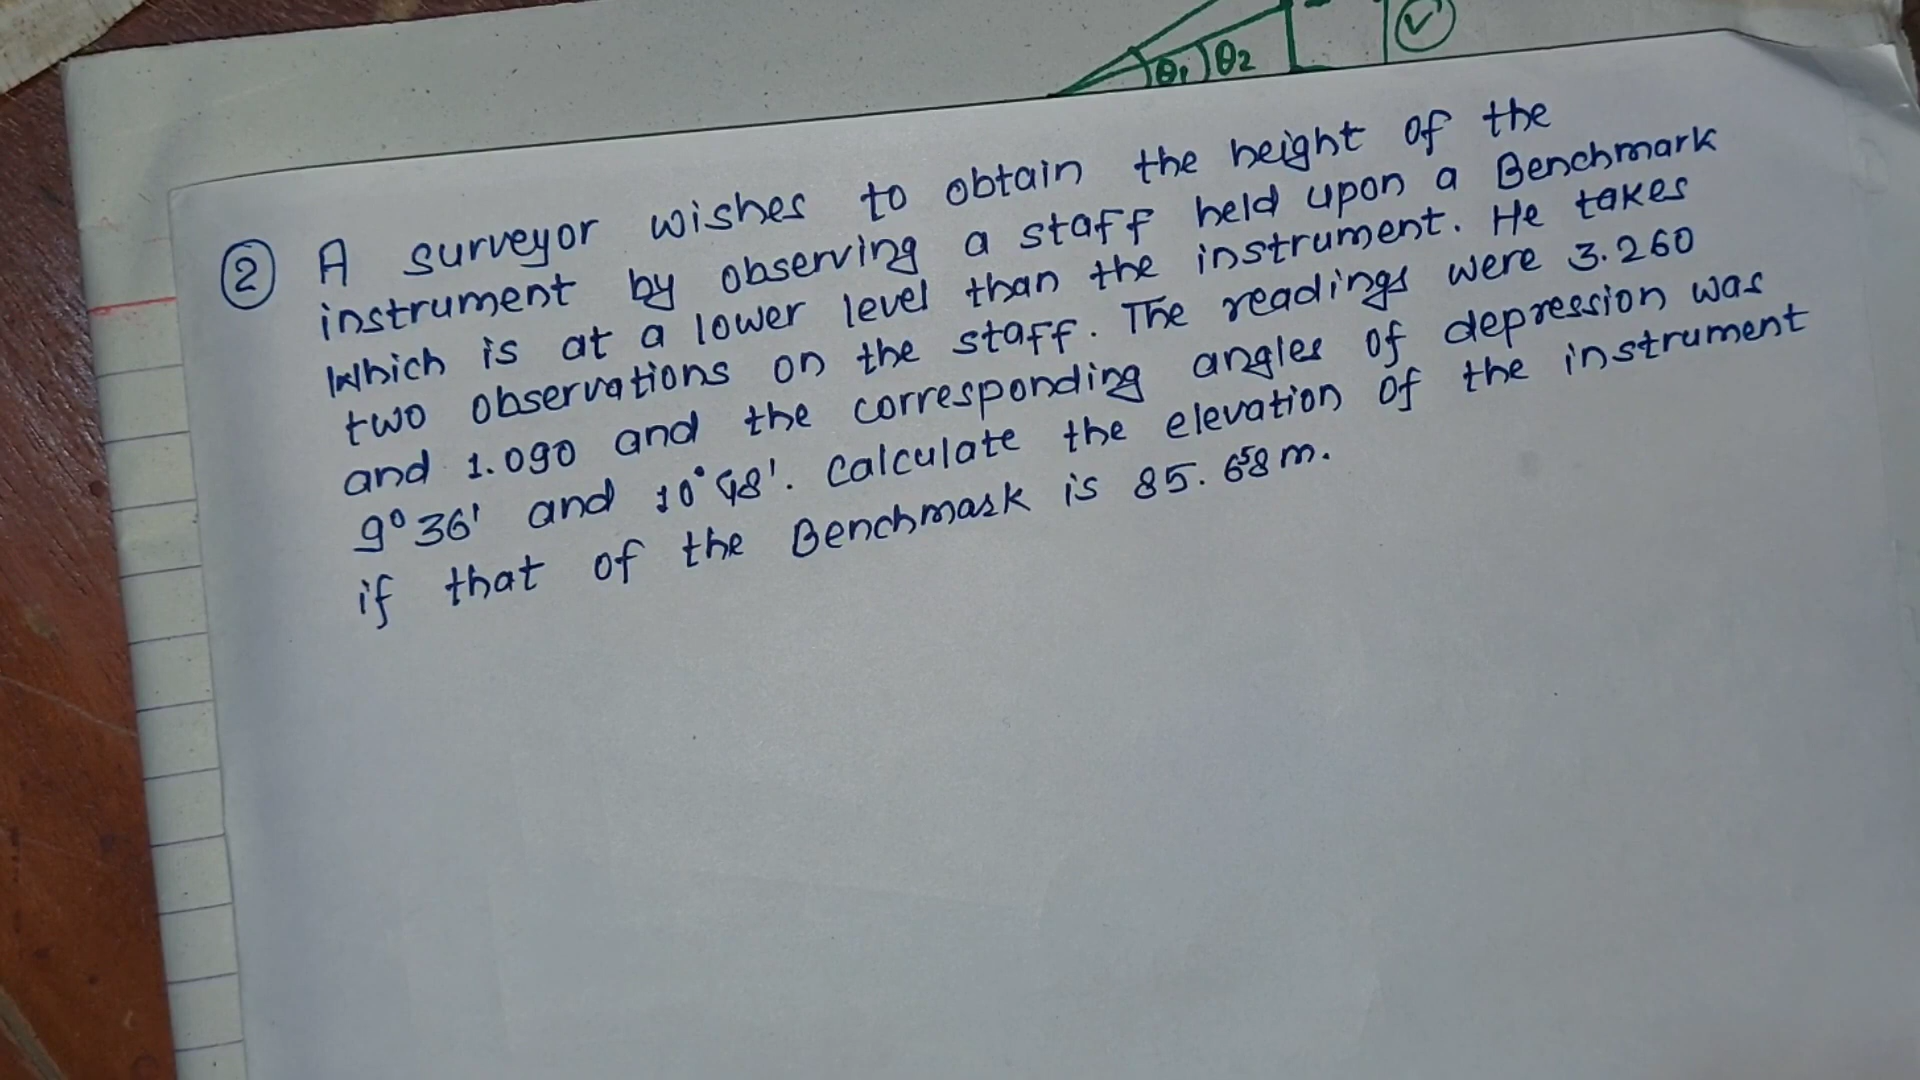 θ1 θ2
② A surveyor wishes to obtain the height of the
instrument by observing a staff held upon a Benchmark
which is at a lower level than the instrument. He takes
two observations on the staff. The readings were 3.260
and 1.090 and the corresponding angles of depression was
9°36' and 10°48'. Calculate the elevation of the instrument
if that of the Benchmark is 85.658m.